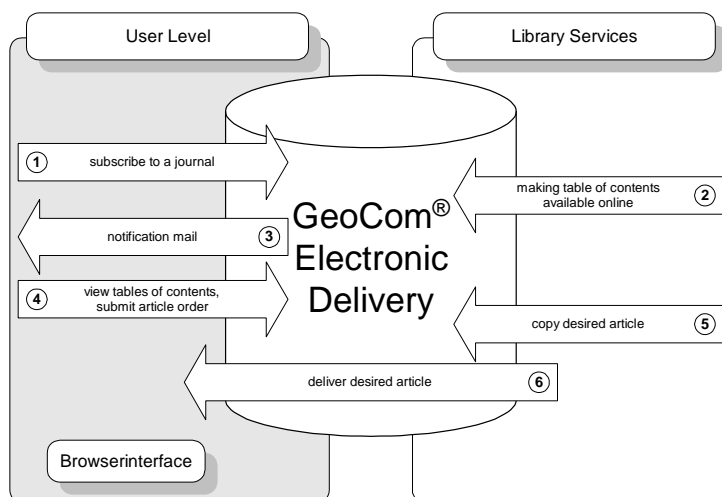 User Level
Library Services
1 subscribe to a journal
making table of contents
available online 2
GeoCom®
Electronic
Delivery
notification mail 3
4 view tables of contents,
submit article order
copy desired article 5
deliver desired article 6
Browserinterface